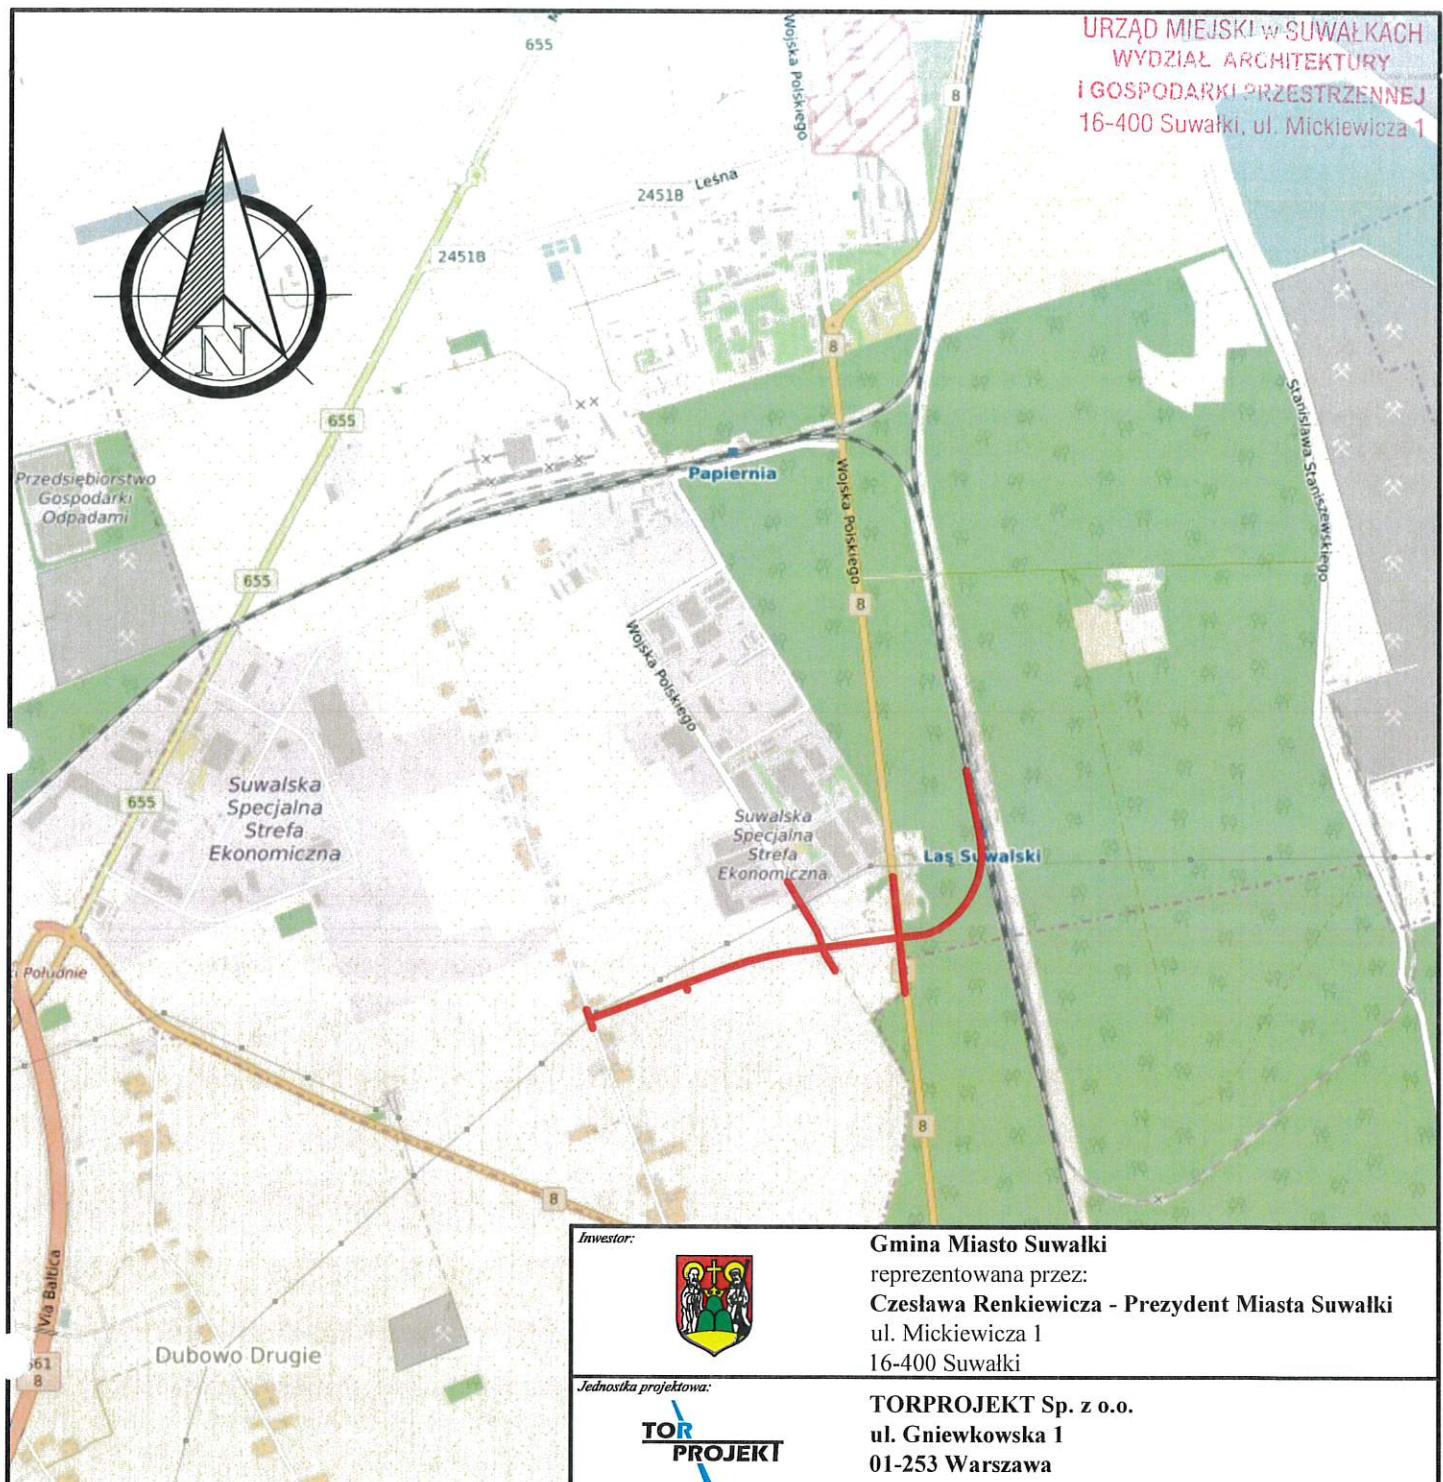 URZĄD MIEJSKI w SUWAŁKACH
WYDZIAŁ ARCHITEKTURY
i GOSPODARKI PRZESTRZENNEJ
16-400 Suwałki, ul. Mickiewicza 1
655
Wojska Polskiego
8
2451B
Leśna
2451B
N
8
655
Papiernia
Wojska Polskiego
Stanisława Staniszewskiego
Przedsiębiorstwo
Gospodarki
Odpadami
655
8
Wojska Polskiego
655
Suwalska
Specjalna
Strefa
Ekonomiczna
Suwalska
Specjalna
Strefa
Ekonomiczna
Las Suwalski
Południe
8
8
Via Baltica
Dubowo Drugie
S61
8
Inwestor:
Gmina Miasto Suwałki
reprezentowana przez:
Czesława Renkiewicza - Prezydent Miasta Suwałki
ul. Mickiewicza 1
16-400 Suwałki
Jednostka projektowa:
TOR
PROJEKT
TORPROJEKT Sp. z o.o.
ul. Gniewkowska 1
01-253 Warszawa